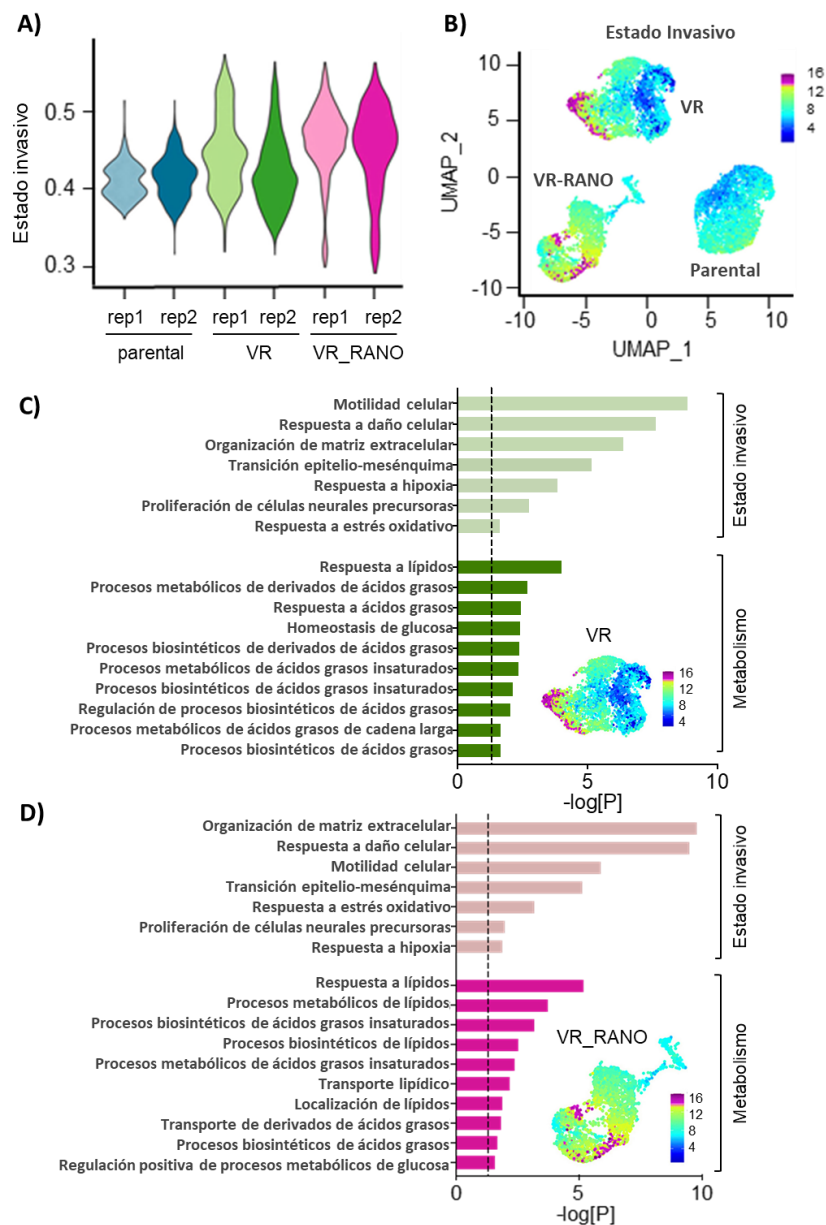 A)
Estado invasivo
0.5
0.4
0.3
rep1 rep2 rep1 rep2 rep1 rep2
parental VR VR_RANO
B)
Estado Invasivo
UMAP_2
10
5
0
-5
-10
-10 -5 0 5 10
UMAP_1
VR
VR-RANO
Parental
16
12
8
4
C)
Motilidad celular
Respuesta a daño celular
Organización de matriz extracelular
Transición epitelio-mesénquima
Respuesta a hipoxia
Proliferación de células neurales precursoras
Respuesta a estrés oxidativo
Estado invasivo
Respuesta a lípidos
Procesos metabólicos de derivados de ácidos grasos
Respuesta a ácidos grasos
Homeostasis de glucosa
Procesos biosintéticos de derivados de ácidos grasos
Procesos metabólicos de ácidos grasos insaturados
Procesos biosintéticos de ácidos grasos insaturados
Regulación de procesos biosintéticos de ácidos grasos
Procesos metabólicos de ácidos grasos de cadena larga
Procesos biosintéticos de ácidos grasos
Metabolismo
VR
16
12
8
4
0 5 10
-log[P]
D)
Organización de matriz extracelular
Respuesta a daño celular
Motilidad celular
Transición epitelio-mesénquima
Respuesta a estrés oxidativo
Proliferación de células neurales precursoras
Respuesta a hipoxia
Estado invasivo
Respuesta a lípidos
Procesos metabólicos de lípidos
Procesos biosintéticos de ácidos grasos insaturados
Procesos biosintéticos de lípidos
Procesos metabólicos de ácidos grasos insaturados
Transporte lipídico
Localización de lípidos
Transporte de derivados de ácidos grasos
Procesos biosintéticos de ácidos grasos
Regulación positiva de procesos metabólicos de glucosa
Metabolismo
VR_RANO
16
12
8
4
0 5 10
-log[P]